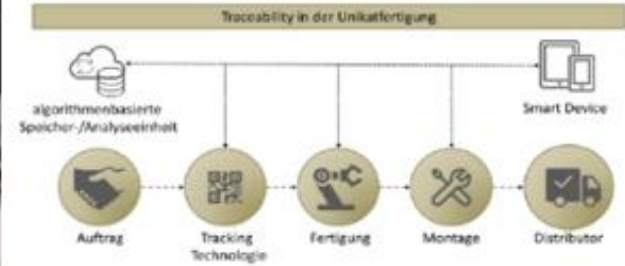 Traceability in der Unikatfertigung
algorithmenbasierte
Speicher-/Analyseeinheit
Smart Device
Auftrag
Tracking
Technologie
Fertigung
Montage
Distributor